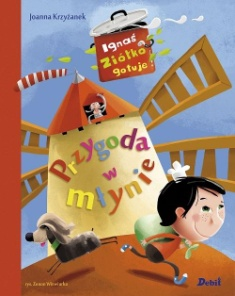 Joanna Krzyżanek
Ignaś
Ziółko
gotuje
Przygoda
w
młynie
Debit